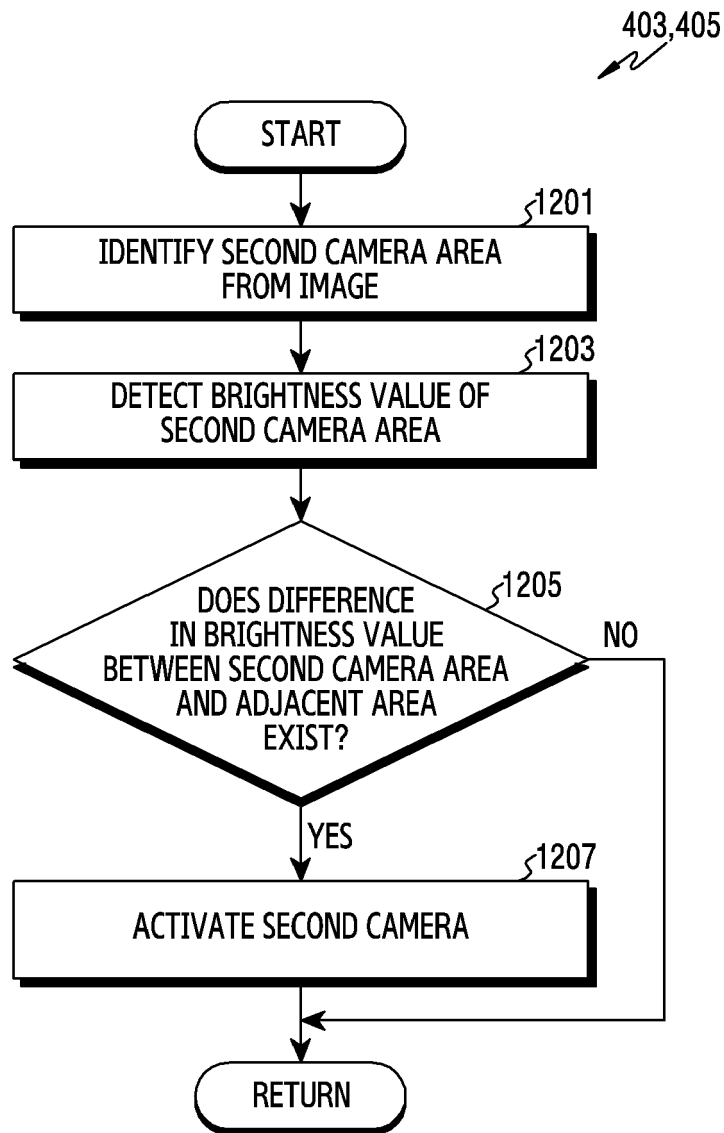 403,405
START
1201
IDENTIFY SECOND CAMERA AREA
FROM IMAGE
1203
DETECT BRIGHTNESS VALUE OF
SECOND CAMERA AREA
1205
DOES DIFFERENCE
IN BRIGHTNESS VALUE
BETWEEN SECOND CAMERA AREA
AND ADJACENT AREA
EXIST?
NO
YES
1207
ACTIVATE SECOND CAMERA
RETURN